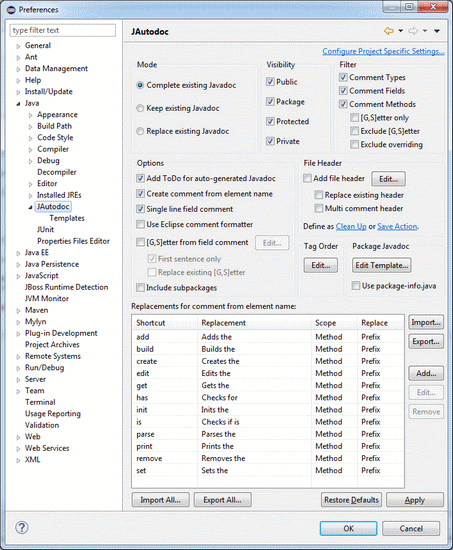 Preferences
type filter text
General
Ant
Data Management
Help
Install/Update
Java
Appearance
Build Path
Code Style
Compiler
Debug
Decompiler
Editor
Installed JREs
JAutodoc
Templates
JUnit
Properties Files Editor
Java EE
Java Persistence
JavaScript
JBoss Runtime Detection
JVM Monitor
Maven
Mylyn
Plug-in Development
Project Archives
Remote Systems
Run/Debug
Server
Team
Terminal
Usage Reporting
Validation
Web
Web Services
XML
JAutodoc
Configure Project Specific Settings...
Mode
Complete existing Javadoc
Keep existing Javadoc
Replace existing Javadoc
Visibility
Public
Package
Protected
Private
Filter
Comment Types
Comment Fields
Comment Methods
[G,S]etter only
Exclude [G,S]etter
Exclude overriding
Options
Add ToDo for auto-generated Javadoc
Create comment from element name
Single line field comment
Use Eclipse comment formatter
[G,S]etter from field comment Edit...
First sentence only
Replace existing [G,S]etter
Include subpackages
File Header
Add file header Edit...
Replace existing header
Multi comment header
Define as Clean Up or Save Action.
Tag Order
Edit...
Package Javadoc
Edit Template...
Use package-info.java
Replacements for comment from element name:
Shortcut Replacement Scope Replace
add Adds the Method Prefix
build Builds the Method Prefix
create Creates the Method Prefix
edit Edits the Method Prefix
get Gets the Method Prefix
has Checks for Method Prefix
init Inits the Method Prefix
is Checks if is Method Prefix
parse Parses the Method Prefix
print Prints the Method Prefix
remove Removes the Method Prefix
set Sets the Method Prefix
Import...
Export...
Add...
Edit...
Remove
Import All... Export All... Restore Defaults Apply
OK Cancel